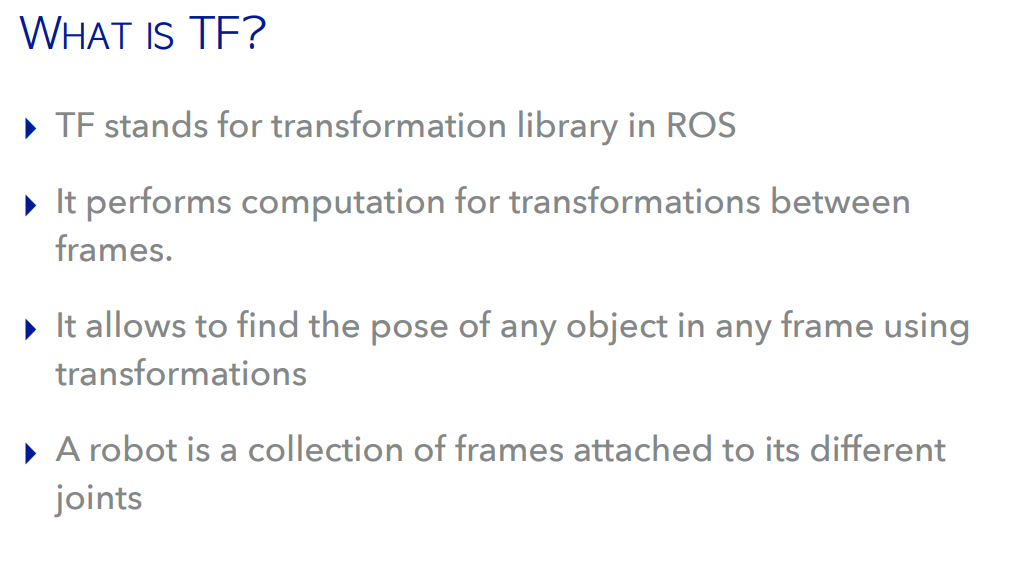 WHAT IS TF?
TF stands for transformation library in ROS
It performs computation for transformations between
frames.
It allows to find the pose of any object in any frame using
transformations
A robot is a collection of frames attached to its different
joints